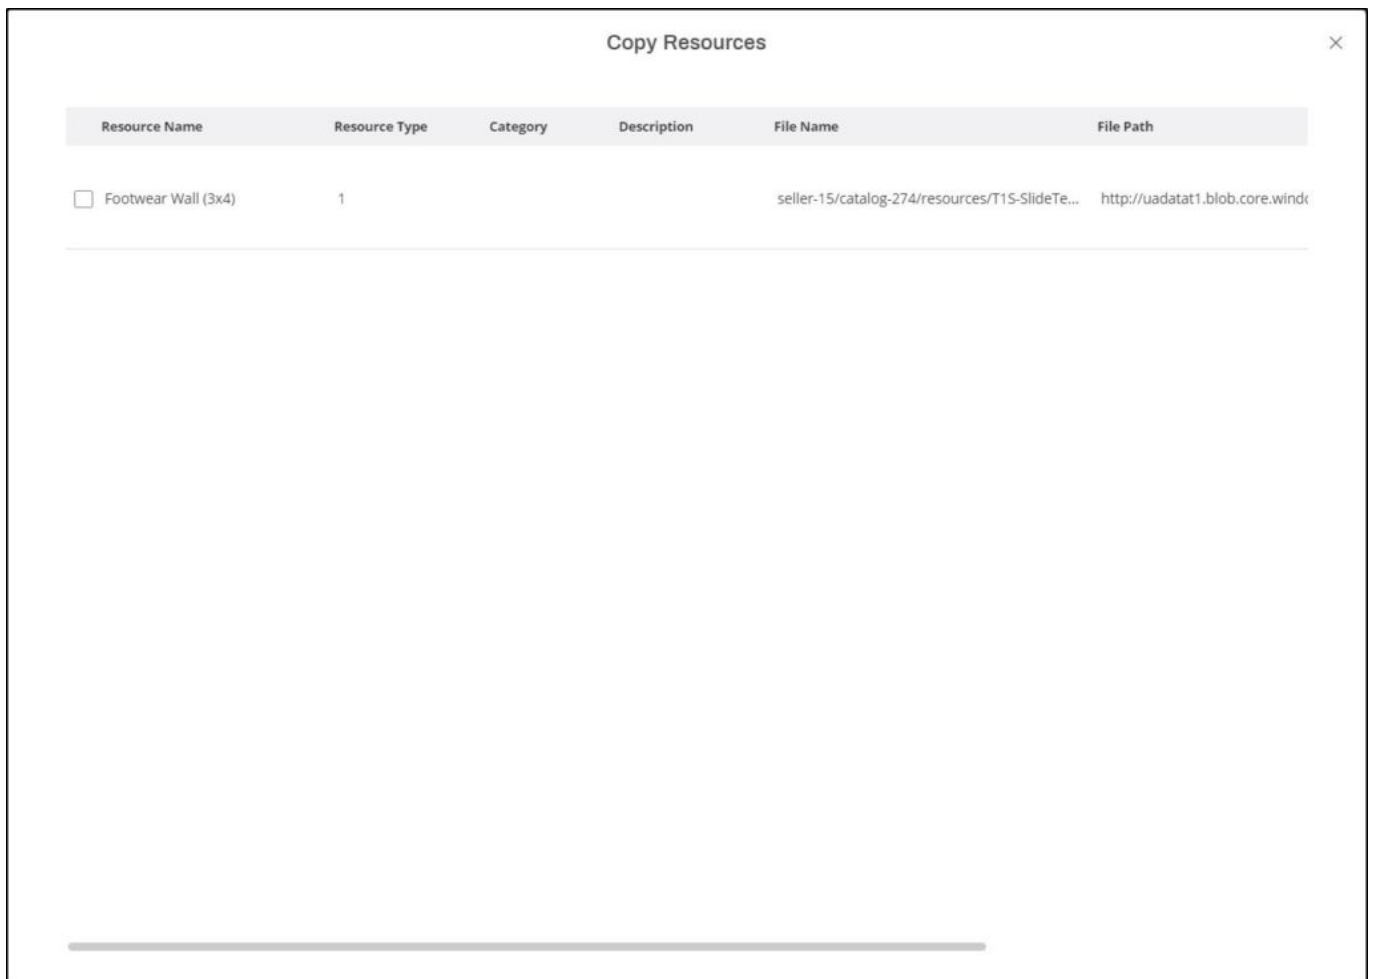 Copy Resources
Resource Name Resource Type Category Description File Name File Path
Footwear Wall (3x4) 1 seller-15/catalog-274/resources/T1S-SlideTe... http://uadatat1.blob.core.windo